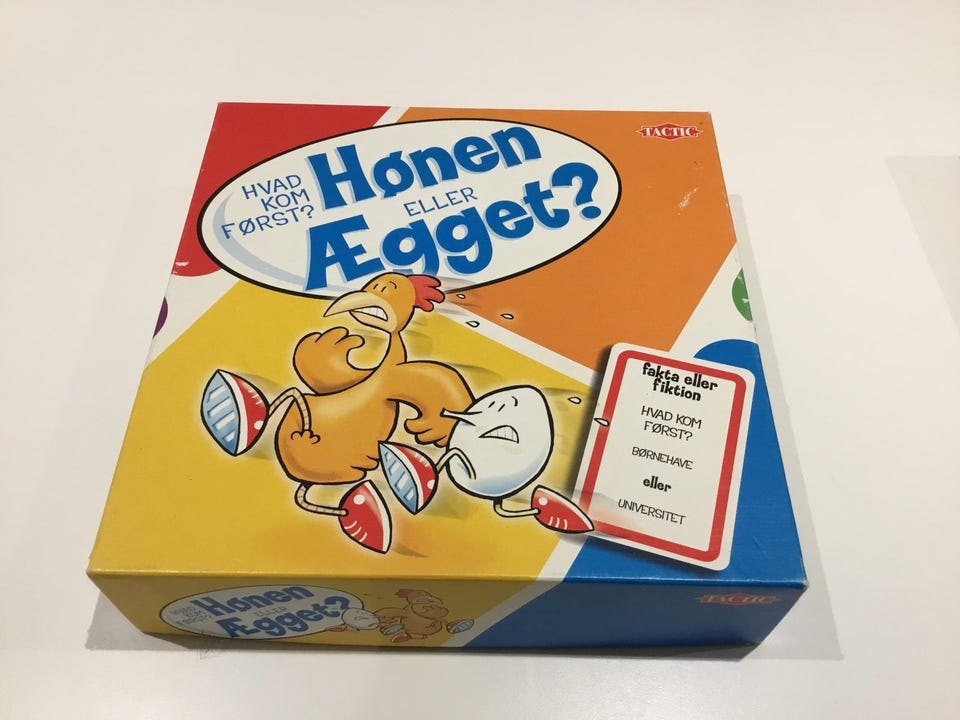 HVAD
KOM
FØRST?
Hønen
ELLER
Ægget?
TACTIC
fakta eller
fiktion
HVAD KOM
FØRST?
BØRNEHAVE
eller
UNIVERSITET
HVAD
KOM
FØRST?
Hønen
ELLER
Ægget?
TACTIC